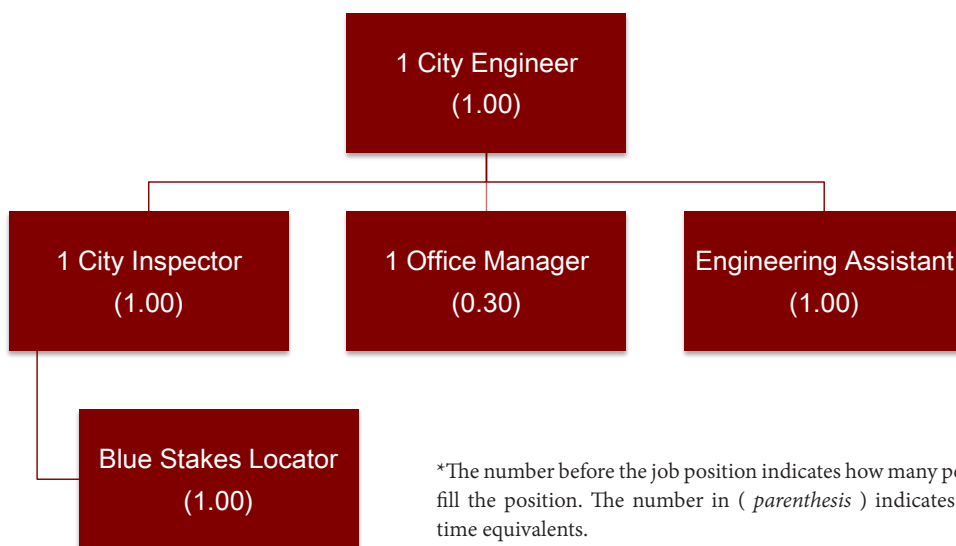 1 City Engineer
(1.00)
1 City Inspector
(1.00)
1 Office Manager
(0.30)
Engineering Assistant
(1.00)
Blue Stakes Locator
(1.00)
*The number before the job position indicates how many
fill the position. The number in ( parenthesis ) indicates
time equivalents.